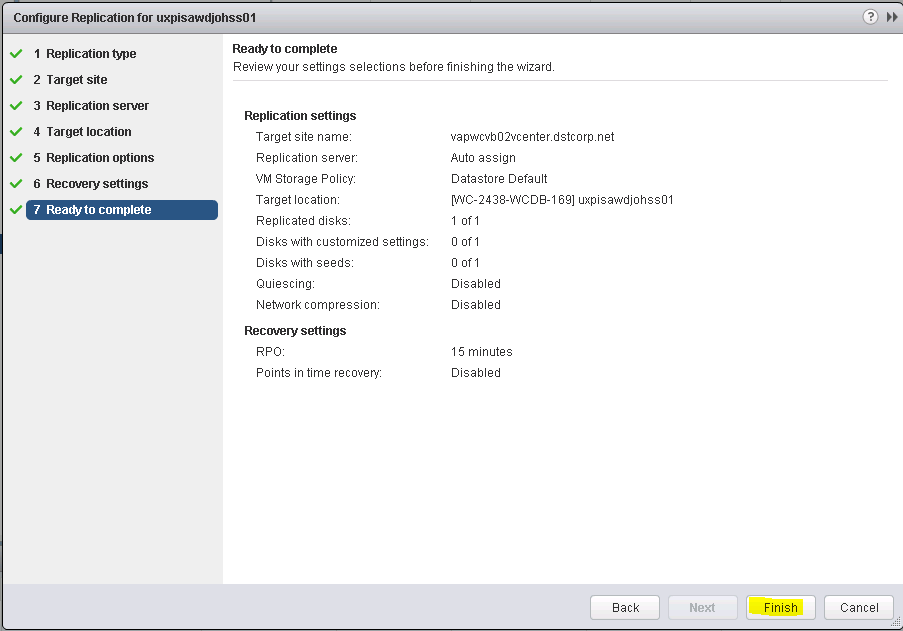 Configure Replication for uxpisawdjohss01
?
1 Replication type
2 Target site
3 Replication server
4 Target location
5 Replication options
6 Recovery settings
7 Ready to complete
Ready to complete
Review your settings selections before finishing the wizard.
Replication settings
Target site name: vapwcvb02vcenter.dstcorp.net
Replication server: Auto assign
VM Storage Policy: Datastore Default
Target location: [WC-2438-WCDB-169] uxpisawdjohss01
Replicated disks: 1 of 1
Disks with customized settings: 0 of 1
Disks with seeds: 0 of 1
Quiescing: Disabled
Network compression: Disabled
Recovery settings
RPO: 15 minutes
Points in time recovery: Disabled
Back Next Finish Cancel